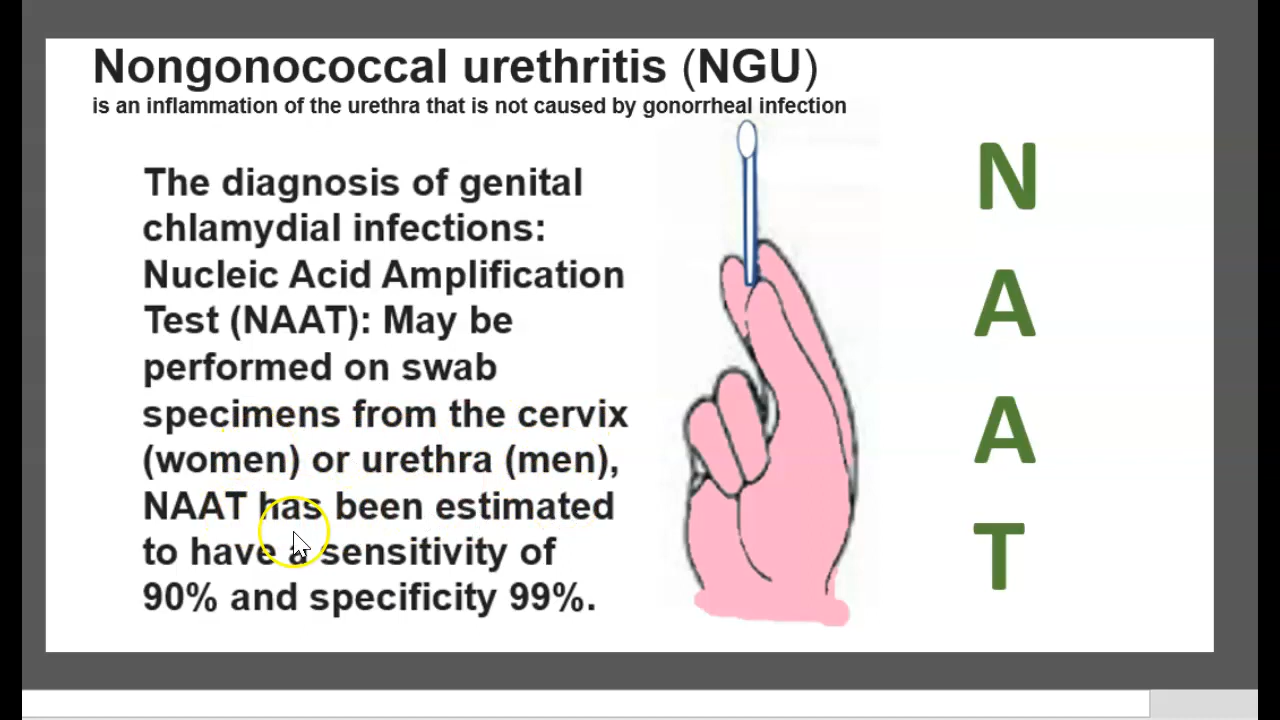 Nongonococcal urethritis (NGU)
is an inflammation of the urethra that is not caused by gonorrheal infection
The diagnosis of genital
chlamydial infections:
Nucleic Acid Amplification
Test (NAAT): May be
performed on swab
specimens from the cervix
(women) or urethra (men),
NAAT has been estimated
to have a sensitivity of
90% and specificity 99%.
N
A
A
T